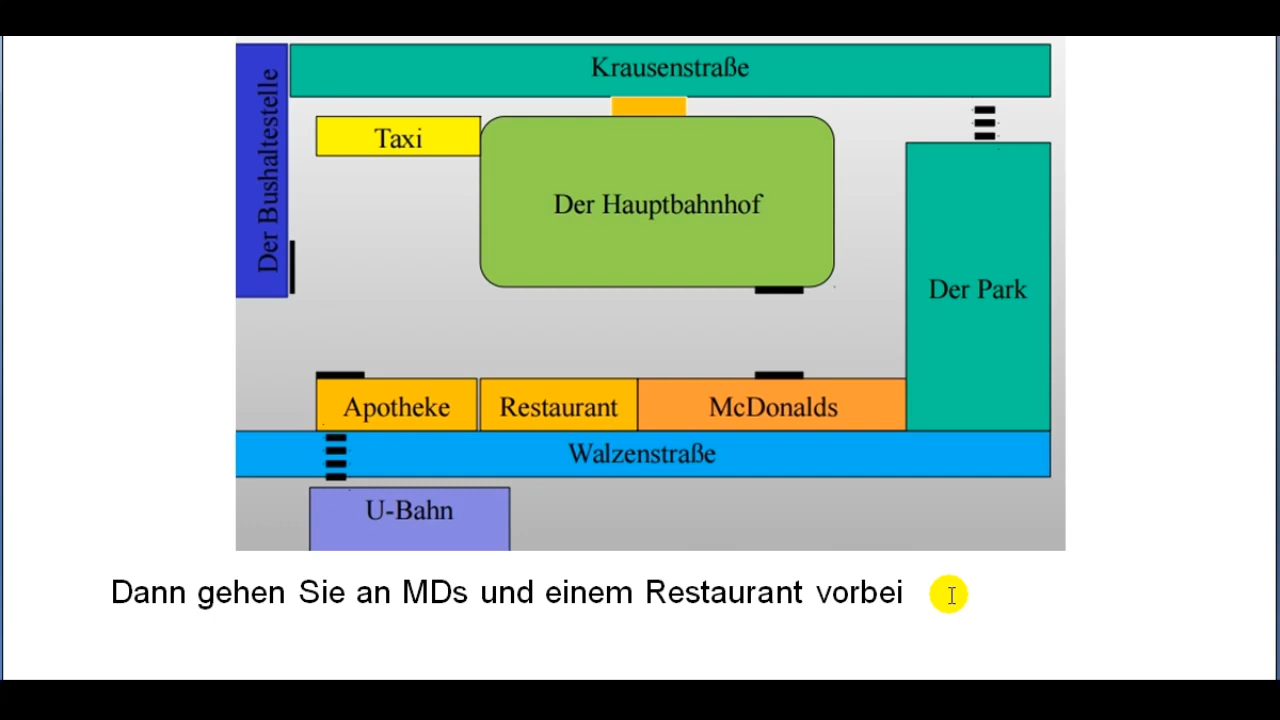 Krausenstraße
Der Bushaltestelle
Taxi
Der Hauptbahnhof
Der Park
Apotheke
Restaurant
McDonalds
Walzenstraße
U-Bahn
Dann gehen Sie an MDs und einem Restaurant vorbei